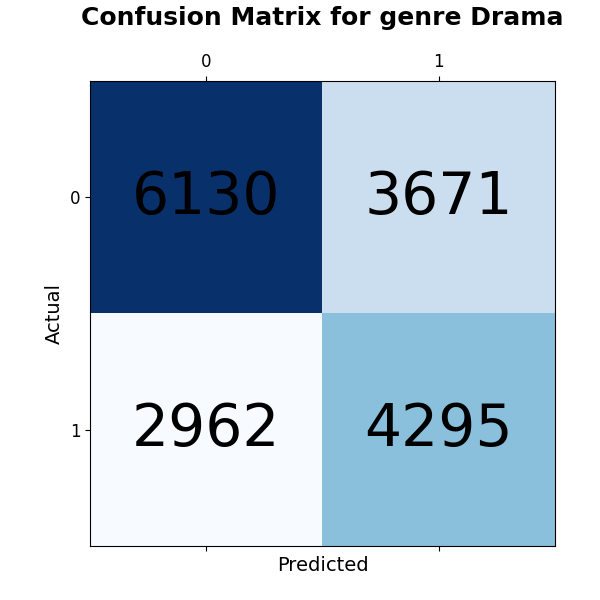 Confusion Matrix for genre Drama
0 1
0 6130 3671
Actual
1 2962 4295
Predicted